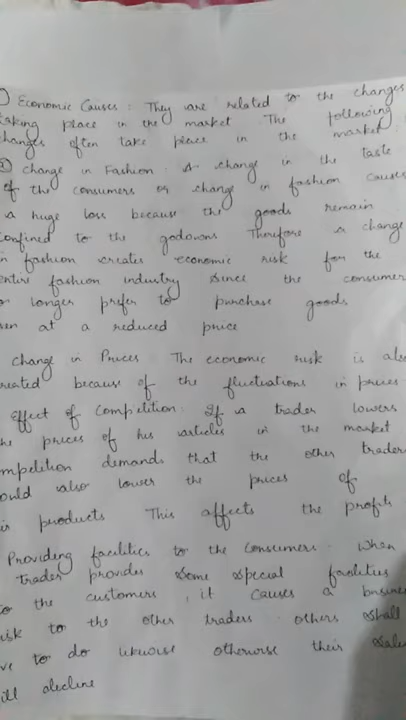 ) Economic Causes : They are related to the changes
taking place in the market. The following
changes often take place in the market.
a) Change in Fashion. A change in the taste
of the consumers or change in fashion causes
a huge loss because the goods remain
confined to the godowns Therefore a change
in fashion creates economic risk for the
entire fashion industry since the consumer
no longer prefer to purchase goods
even at a reduced price
Change in Prices The economic risk is also
created because of the fluctuations in prices
Effect of Competition. If a trader lowers
the prices of his articles in the market
competition demands that the other trader
would also lower the prices of
his products This affects the profits
Providing facilities to the Consumers. When
trader provides some special facilities
to the customers, it causes a business
risk to the other traders. others shall
have to do likewise otherwise their sales
will decline